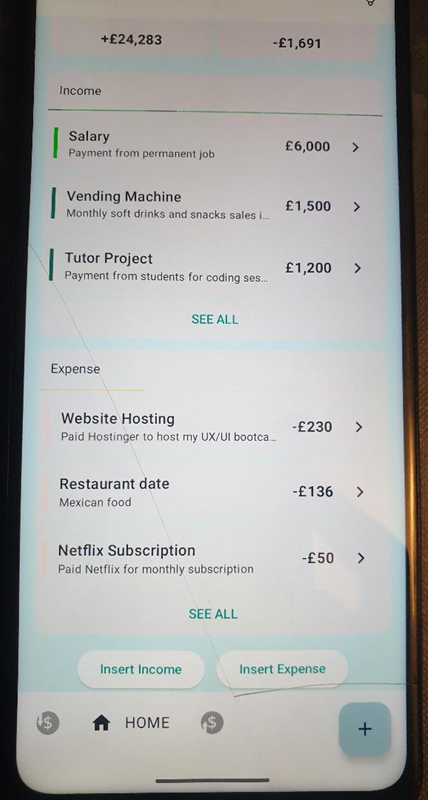 +£24,283
-£1,691
Income
Salary
£6,000
Payment from permanent job
Vending Machine
£1,500
Monthly soft drinks and snacks sales i...
Tutor Project
£1,200
Payment from students for coding ses...
SEE ALL
Expense
Website Hosting
-£230
Paid Hostinger to host my UX/UI bootca...
Restaurant date
-£136
Mexican food
Netflix Subscription
-£50
Paid Netflix for monthly subscription
SEE ALL
Insert Income
Insert Expense
$
HOME
$
+